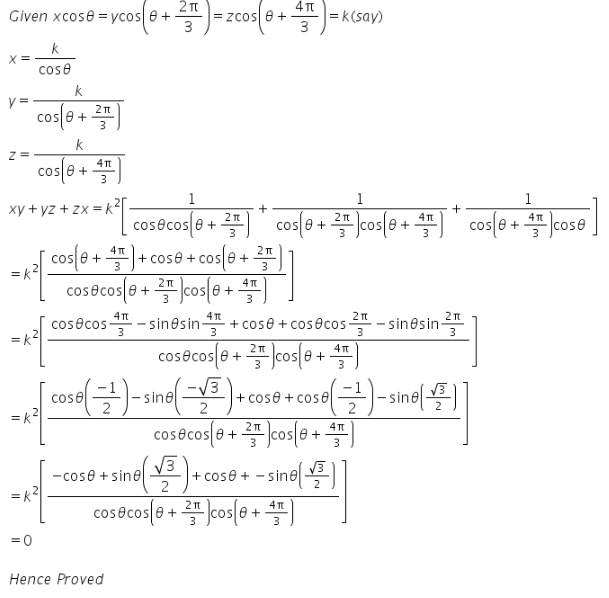 Given xcosθ = ycos(θ + 2π/3) = zcos(θ + 4π/3) = k(say)
x = k/cosθ
y = k/cos(θ + 2π/3)
z = k/cos(θ + 4π/3)
xy + yz + zx = k²[1/(cosθcos(θ + 2π/3)) + 1/(cos(θ + 2π/3)cos(θ + 4π/3)) + 1/(cos(θ + 4π/3)cosθ)]
= k²[(cos(θ + 4π/3) + cosθ + cos(θ + 2π/3))/(cosθcos(θ + 2π/3)cos(θ + 4π/3))]
= k²[(cosθcos 4π/3 − sinθsin 4π/3 + cosθ + cosθcos 2π/3 − sinθsin 2π/3)/(cosθcos(θ + 2π/3)cos(θ + 4π/3))]
= k²[(cosθ(−1/2) − sinθ(−√3/2) + cosθ + cosθ(−1/2) − sinθ(√3/2))/(cosθcos(θ + 2π/3)cos(θ + 4π/3))]
= k²[(−cosθ + sinθ(√3/2) + cosθ + −sinθ(√3/2))/(cosθcos(θ + 2π/3)cos(θ + 4π/3))]
= 0
Hence Proved